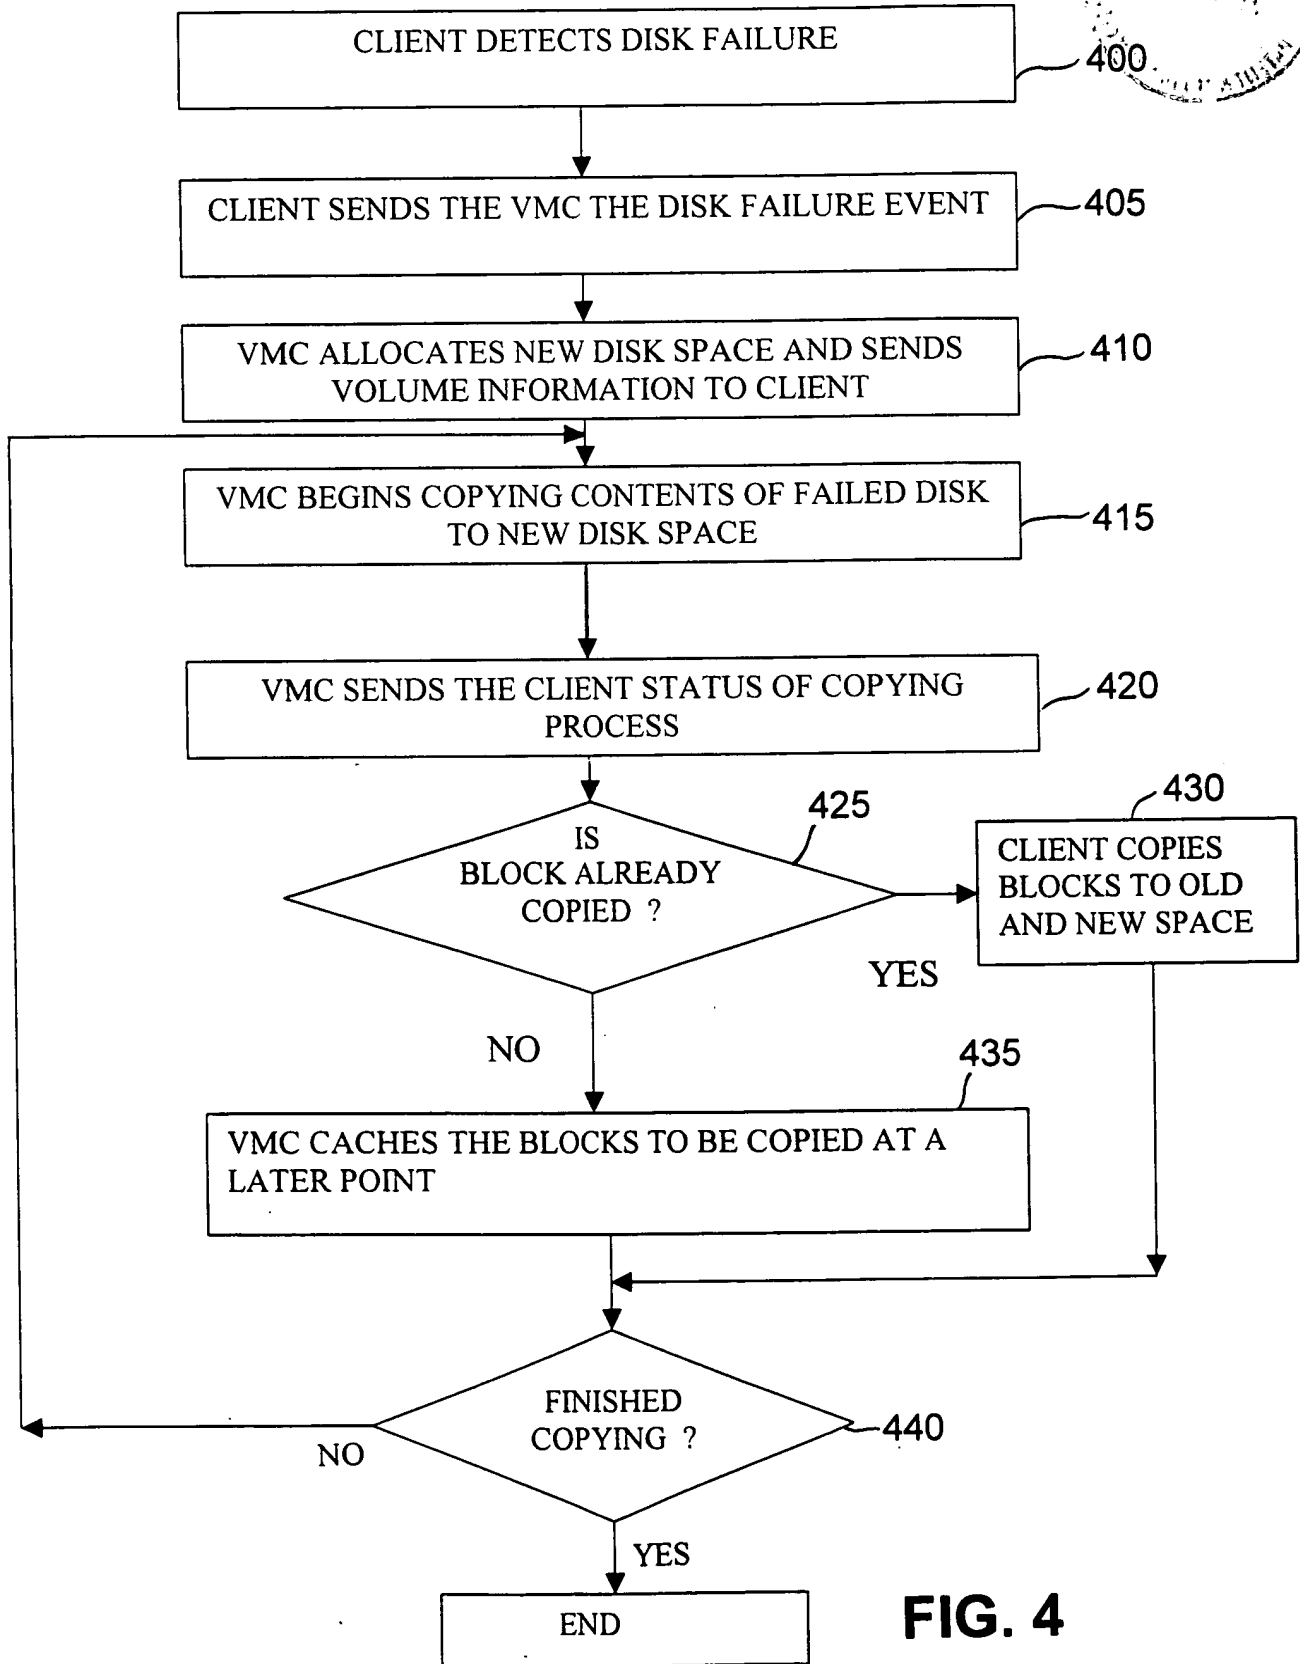 CLIENT DETECTS DISK FAILURE
400
CLIENT SENDS THE VMC THE DISK FAILURE EVENT
405
VMC ALLOCATES NEW DISK SPACE AND SENDS
VOLUME INFORMATION TO CLIENT
410
VMC BEGINS COPYING CONTENTS OF FAILED DISK
TO NEW DISK SPACE
415
VMC SENDS THE CLIENT STATUS OF COPYING
PROCESS
420
IS
BLOCK ALREADY
COPIED ?
425
YES
430
CLIENT COPIES
BLOCKS TO OLD
AND NEW SPACE
NO
435
VMC CACHES THE BLOCKS TO BE COPIED AT A
LATER POINT
FINISHED
COPYING ?
440
NO
YES
END
FIG. 4